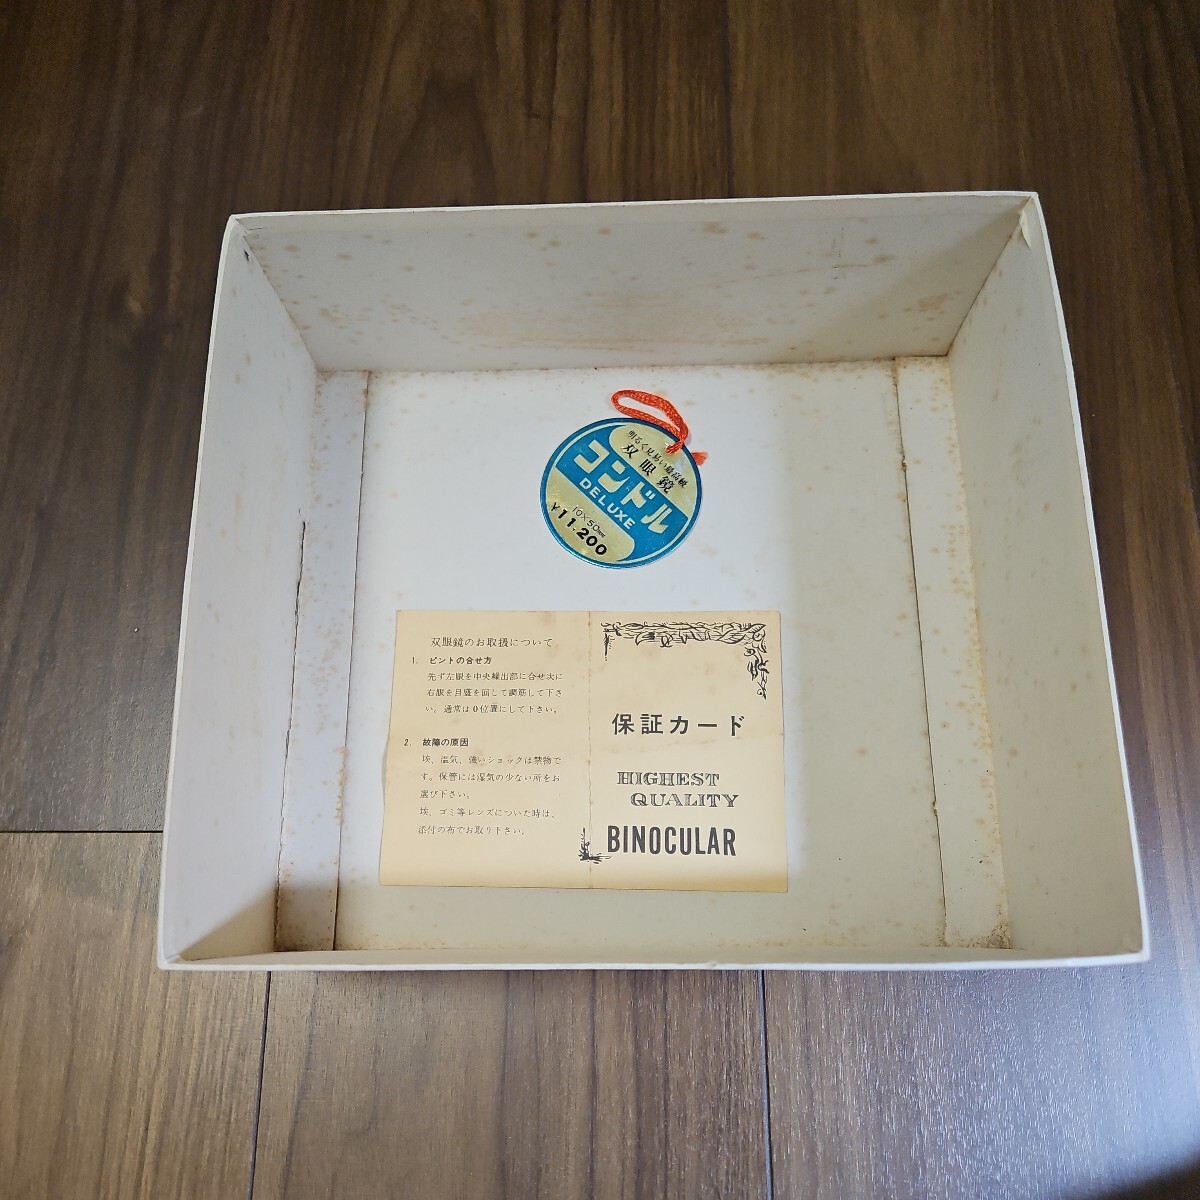 明るく見易い最高級
双眼鏡
コンドル
DELUXE
10×50mm
¥11,200
双眼鏡のお取扱について
1. ピントの合せ方
先ず左眼を中央繰出部に合せ次に
右眼を目盛を回して調節して下さ
い。通常は0位置にして下さい。
2. 故障の原因
埃、湿気、強いショックは禁物で
す。保管には湿気の少ない所をお
選び下さい。
埃、ゴミ等レンズについた時は、
添付の布でお取り下さい。
保証カード
HIGHEST
QUALITY
BINOCULAR